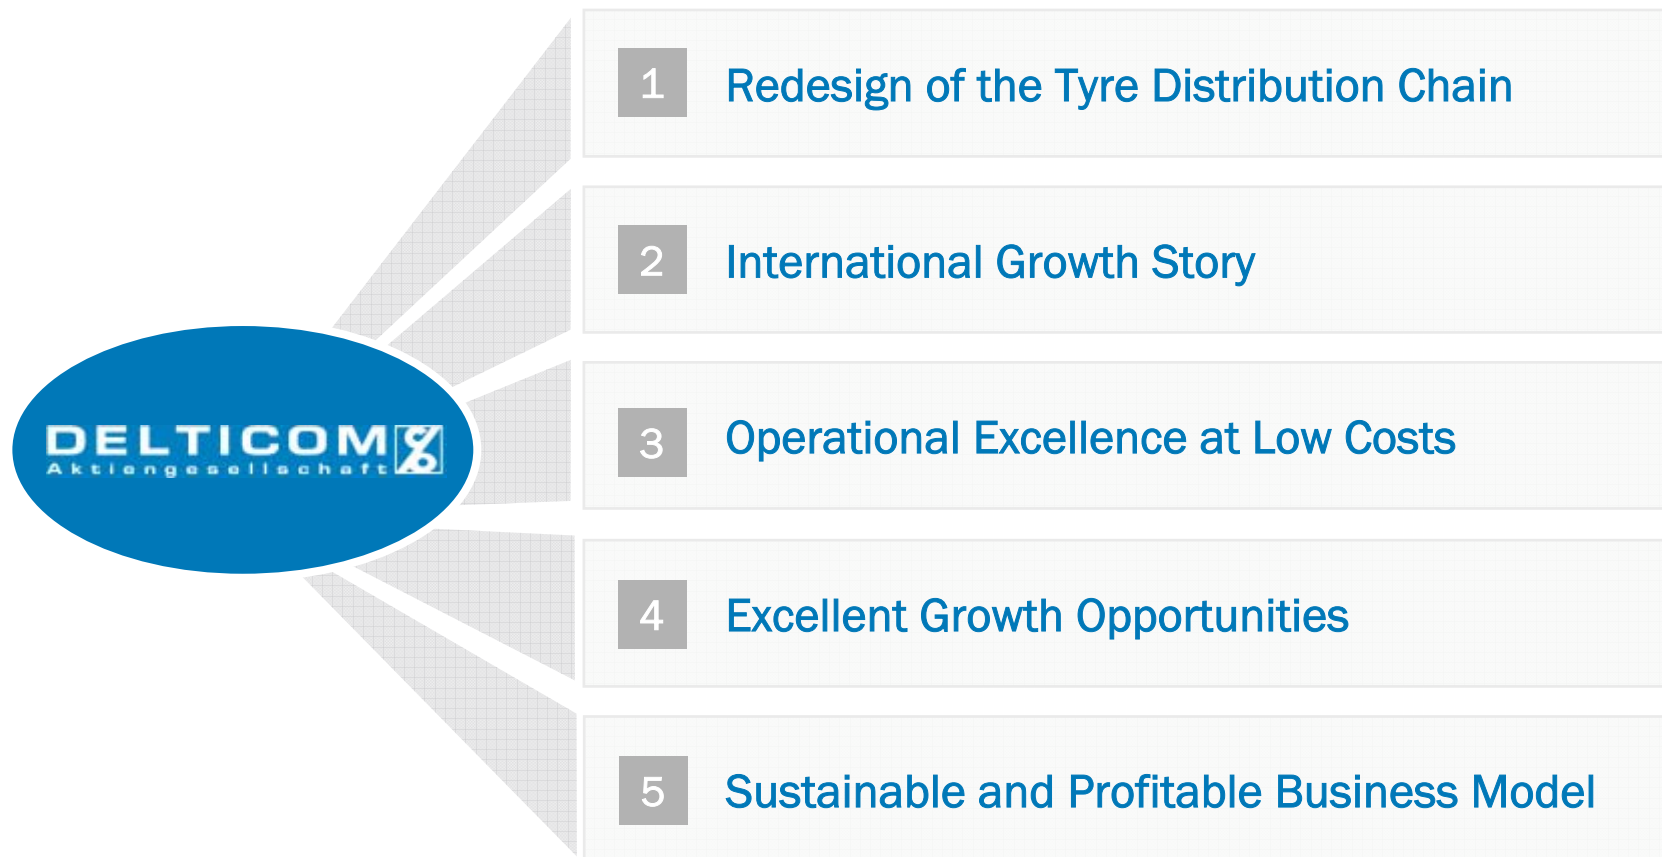 1 Redesign of the Tyre Distribution Chain
2 International Growth Story
DELTICOM
Aktiengesellschaft
3 Operational Excellence at Low Costs
4 Excellent Growth Opportunities
5 Sustainable and Profitable Business Model